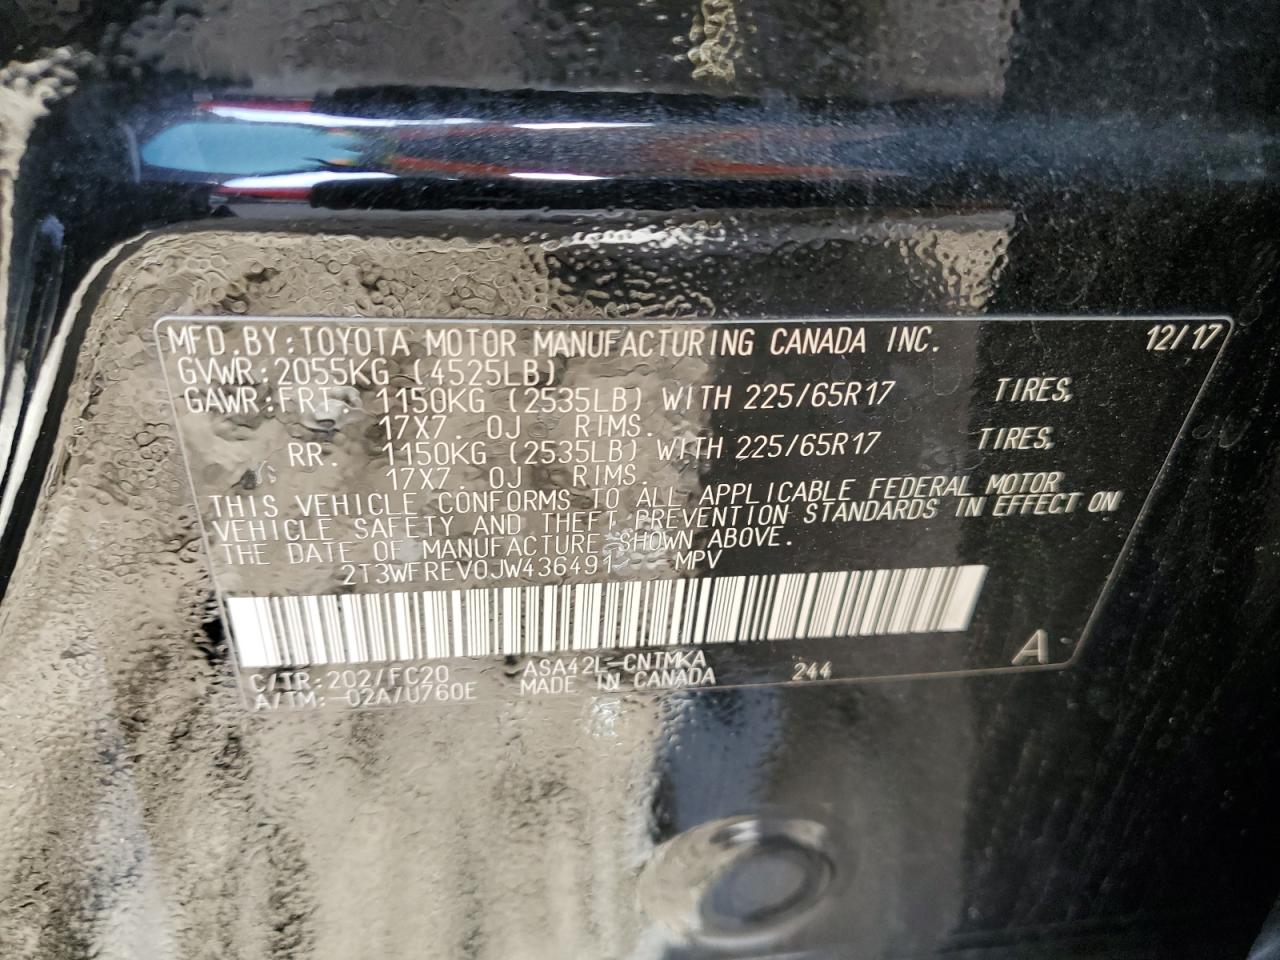 MFD.BY:TOYOTA MOTOR MANUFACTURING CANADA INC. 12/17
GVWR:2055KG (4525LB)
GAWR:FRT. 1150KG (2535LB) WITH 225/65R17 TIRES,
17X7. 0J RIMS.
RR. 1150KG (2535LB) WITH 225/65R17 TIRES,
17X7. 0J RIMS.
THIS VEHICLE CONFORMS TO ALL APPLICABLE FEDERAL MOTOR
VEHICLE SAFETY AND THEFT PREVENTION STANDARDS IN EFFECT ON
THE DATE OF MANUFACTURE SHOWN ABOVE.
2T3WFREV0JW436491 MPV
C/TR:202/FC20 ASA42L-CNTMKA 244 A
A/TM:-02A/U760E MADE IN CANADA